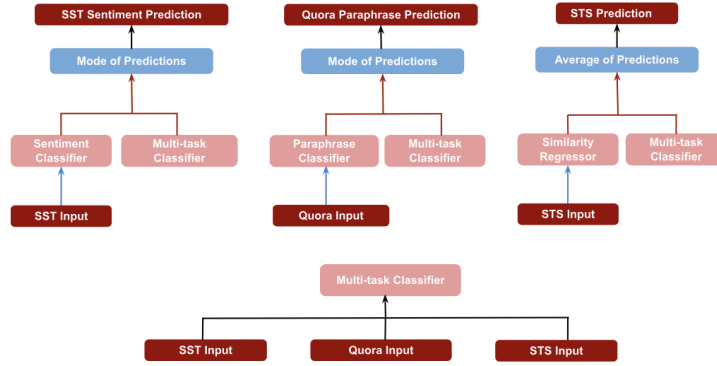 SST Sentiment Prediction
Quora Paraphrase Prediction
STS Prediction
Mode of Predictions
Mode of Predictions
Average of Predictions
Sentiment
Classifier
Multi-task
Classifier
Paraphrase
Classifier
Multi-task
Classifier
Similarity
Regressor
Multi-task
Classifier
SST Input
Quora Input
STS Input
Multi-task Classifier
SST Input
Quora Input
STS Input